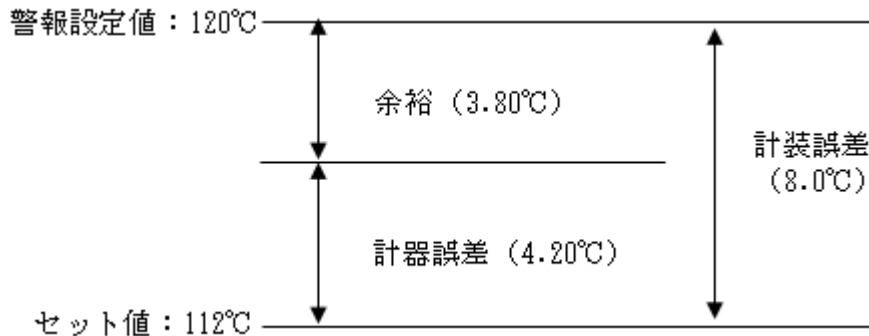 警報設定値：120℃
余裕（3.80℃）
計装誤差
（8.0℃）
計器誤差（4.20℃）
セット値：112℃